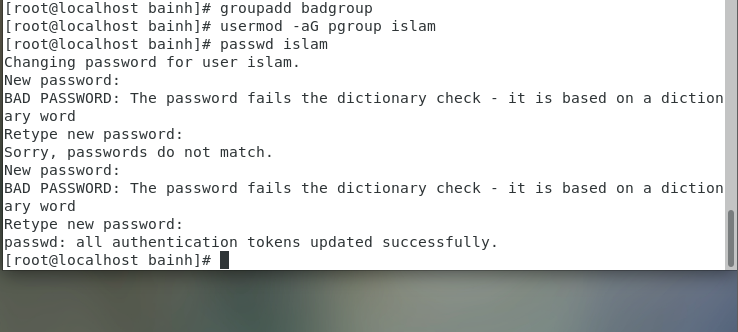 [root@localhost bainh]# groupadd badgroup
[root@localhost bainh]# usermod -aG pgroup islam
[root@localhost bainh]# passwd islam
Changing password for user islam.
New password:
BAD PASSWORD: The password fails the dictionary check - it is based on a diction
ary word
Retype new password:
Sorry, passwords do not match.
New password:
BAD PASSWORD: The password fails the dictionary check - it is based on a diction
ary word
Retype new password:
passwd: all authentication tokens updated successfully.
[root@localhost bainh]#